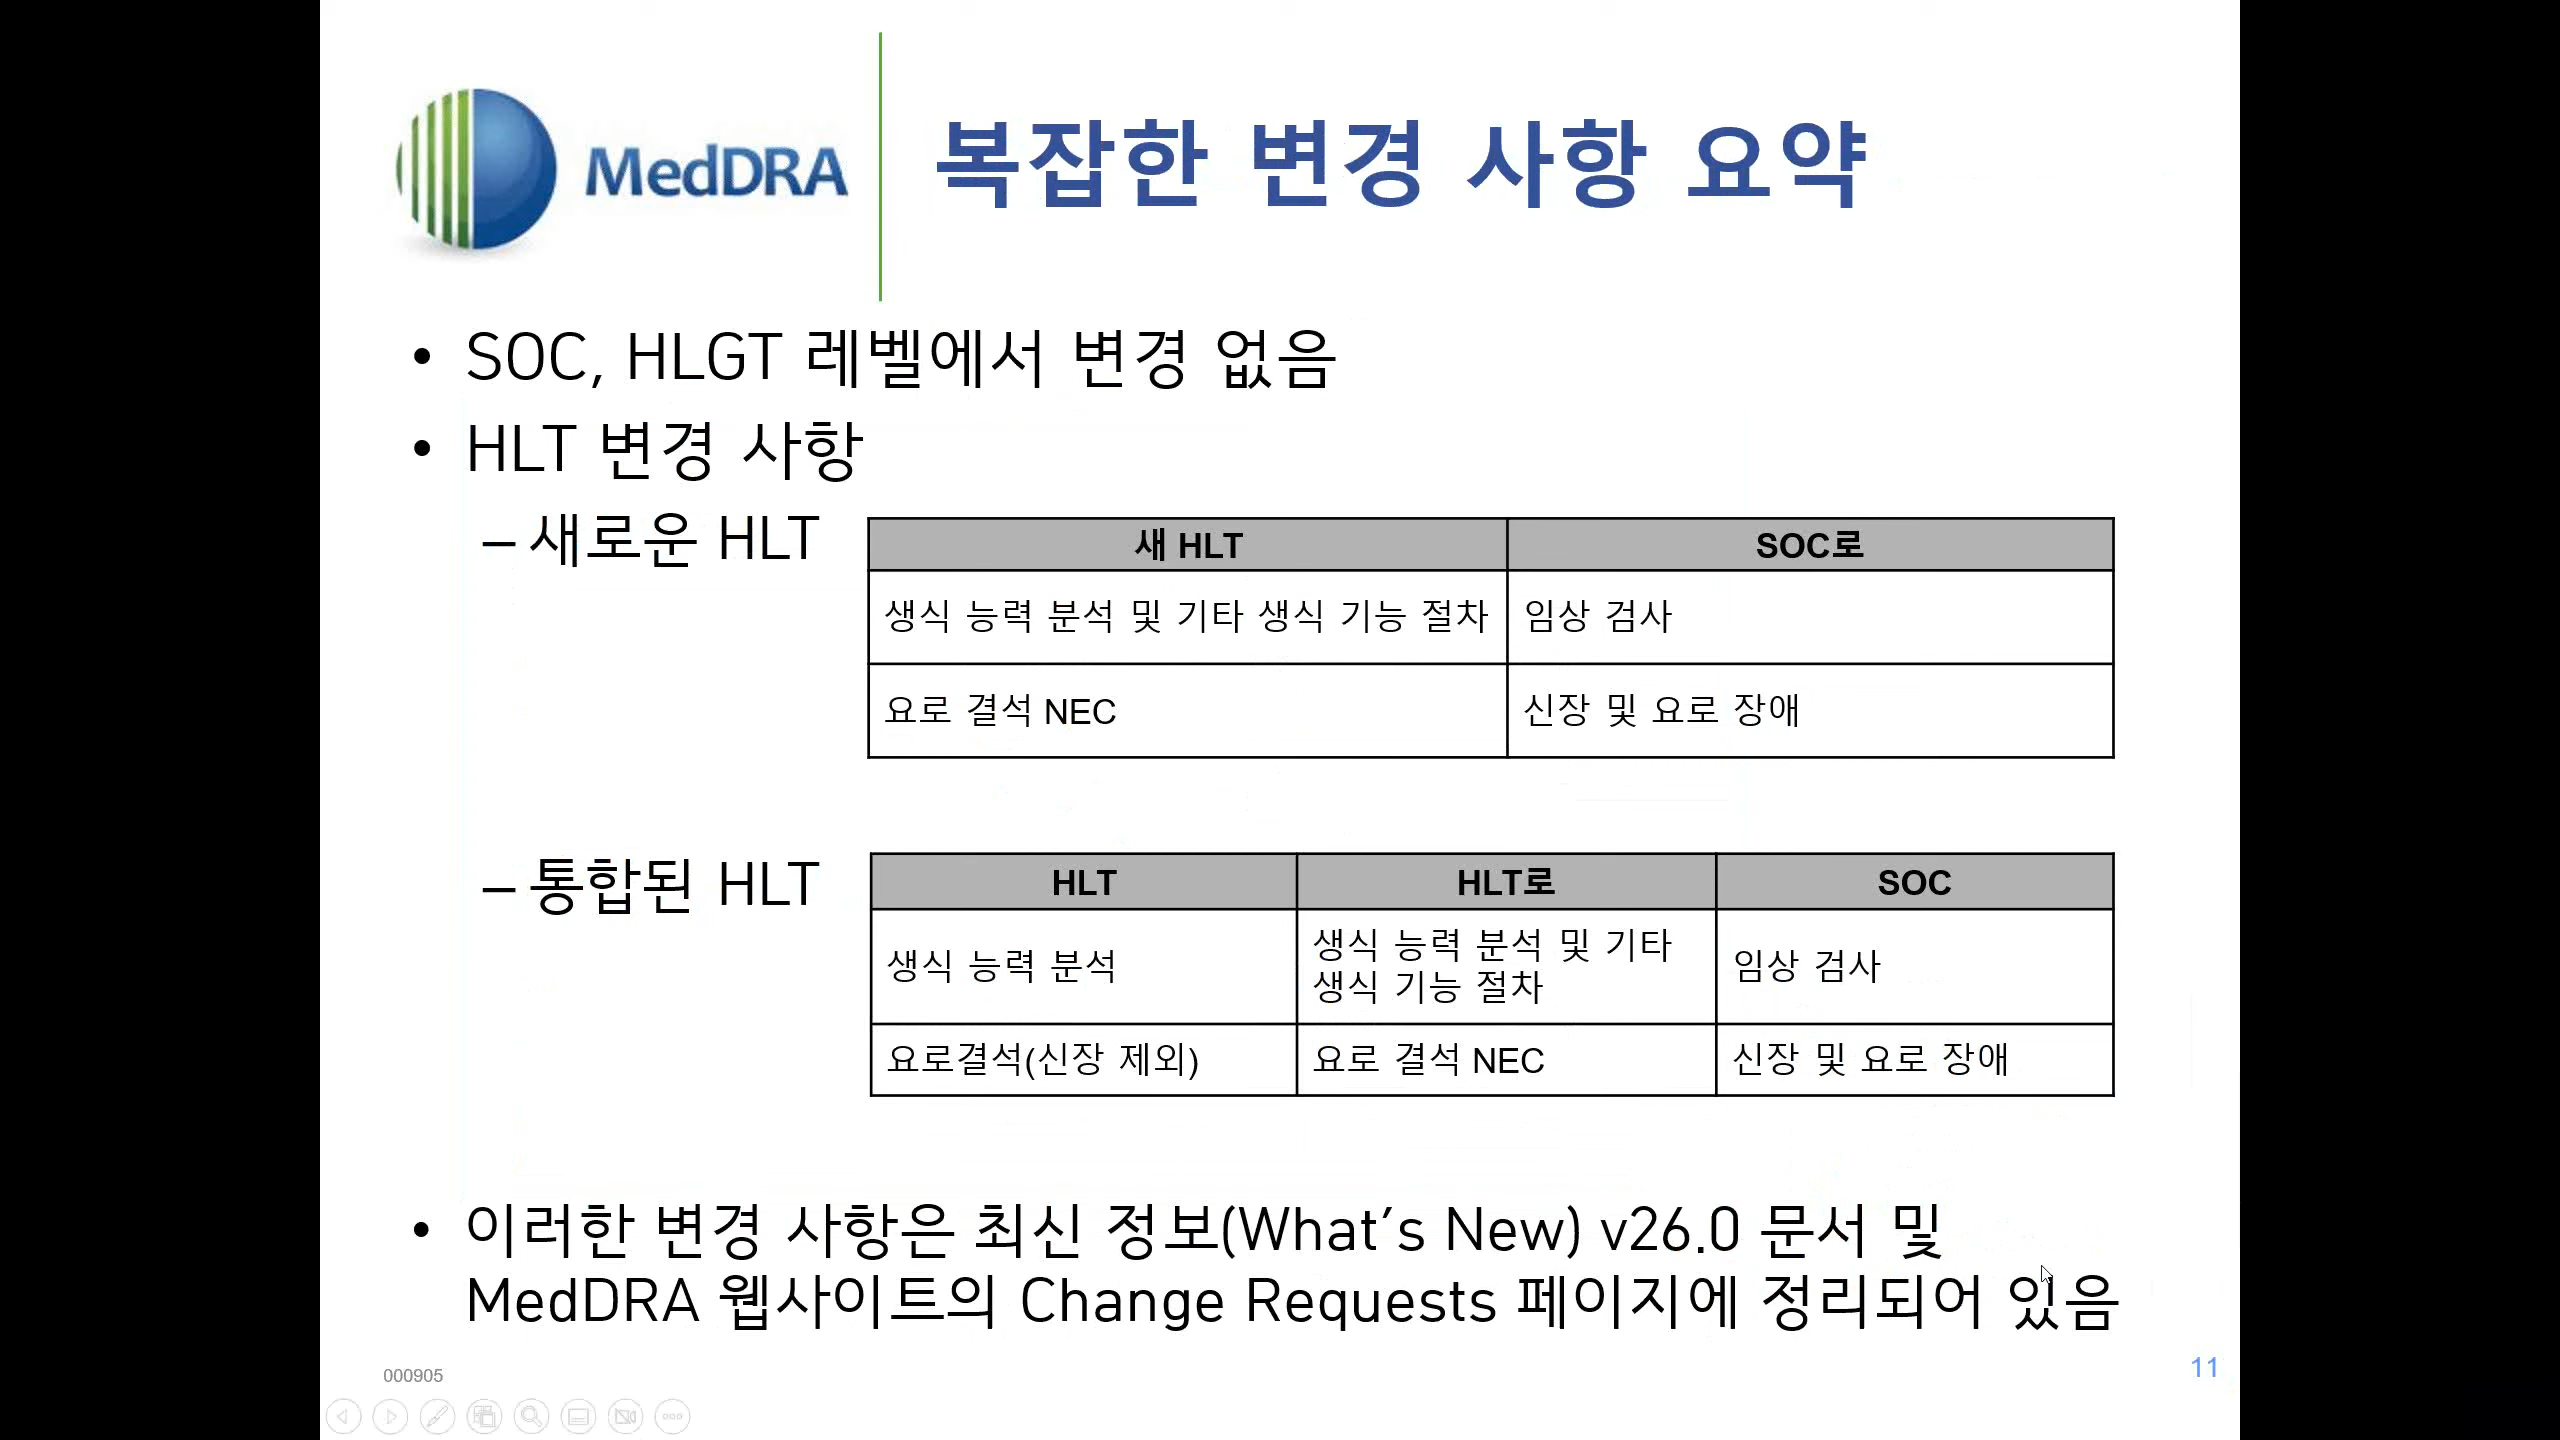 MedDRA
복잡한 변경 사항 요약
• SOC, HLGT 레벨에서 변경 없음
• HLT 변경 사항
– 새로운 HLT
새 HLT SOC로
생식 능력 분석 및 기타 생식 기능 절차 임상 검사
요로 결석 NEC 신장 및 요로 장애
– 통합된 HLT
HLT HLT로 SOC
생식 능력 분석 생식 능력 분석 및 기타 생식 기능 절차 임상 검사
요로결석(신장 제외) 요로 결석 NEC 신장 및 요로 장애
• 이러한 변경 사항은 최신 정보(What’s New) v26.0 문서 및
MedDRA 웹사이트의 Change Requests 페이지에 정리되어 있음
000905
11